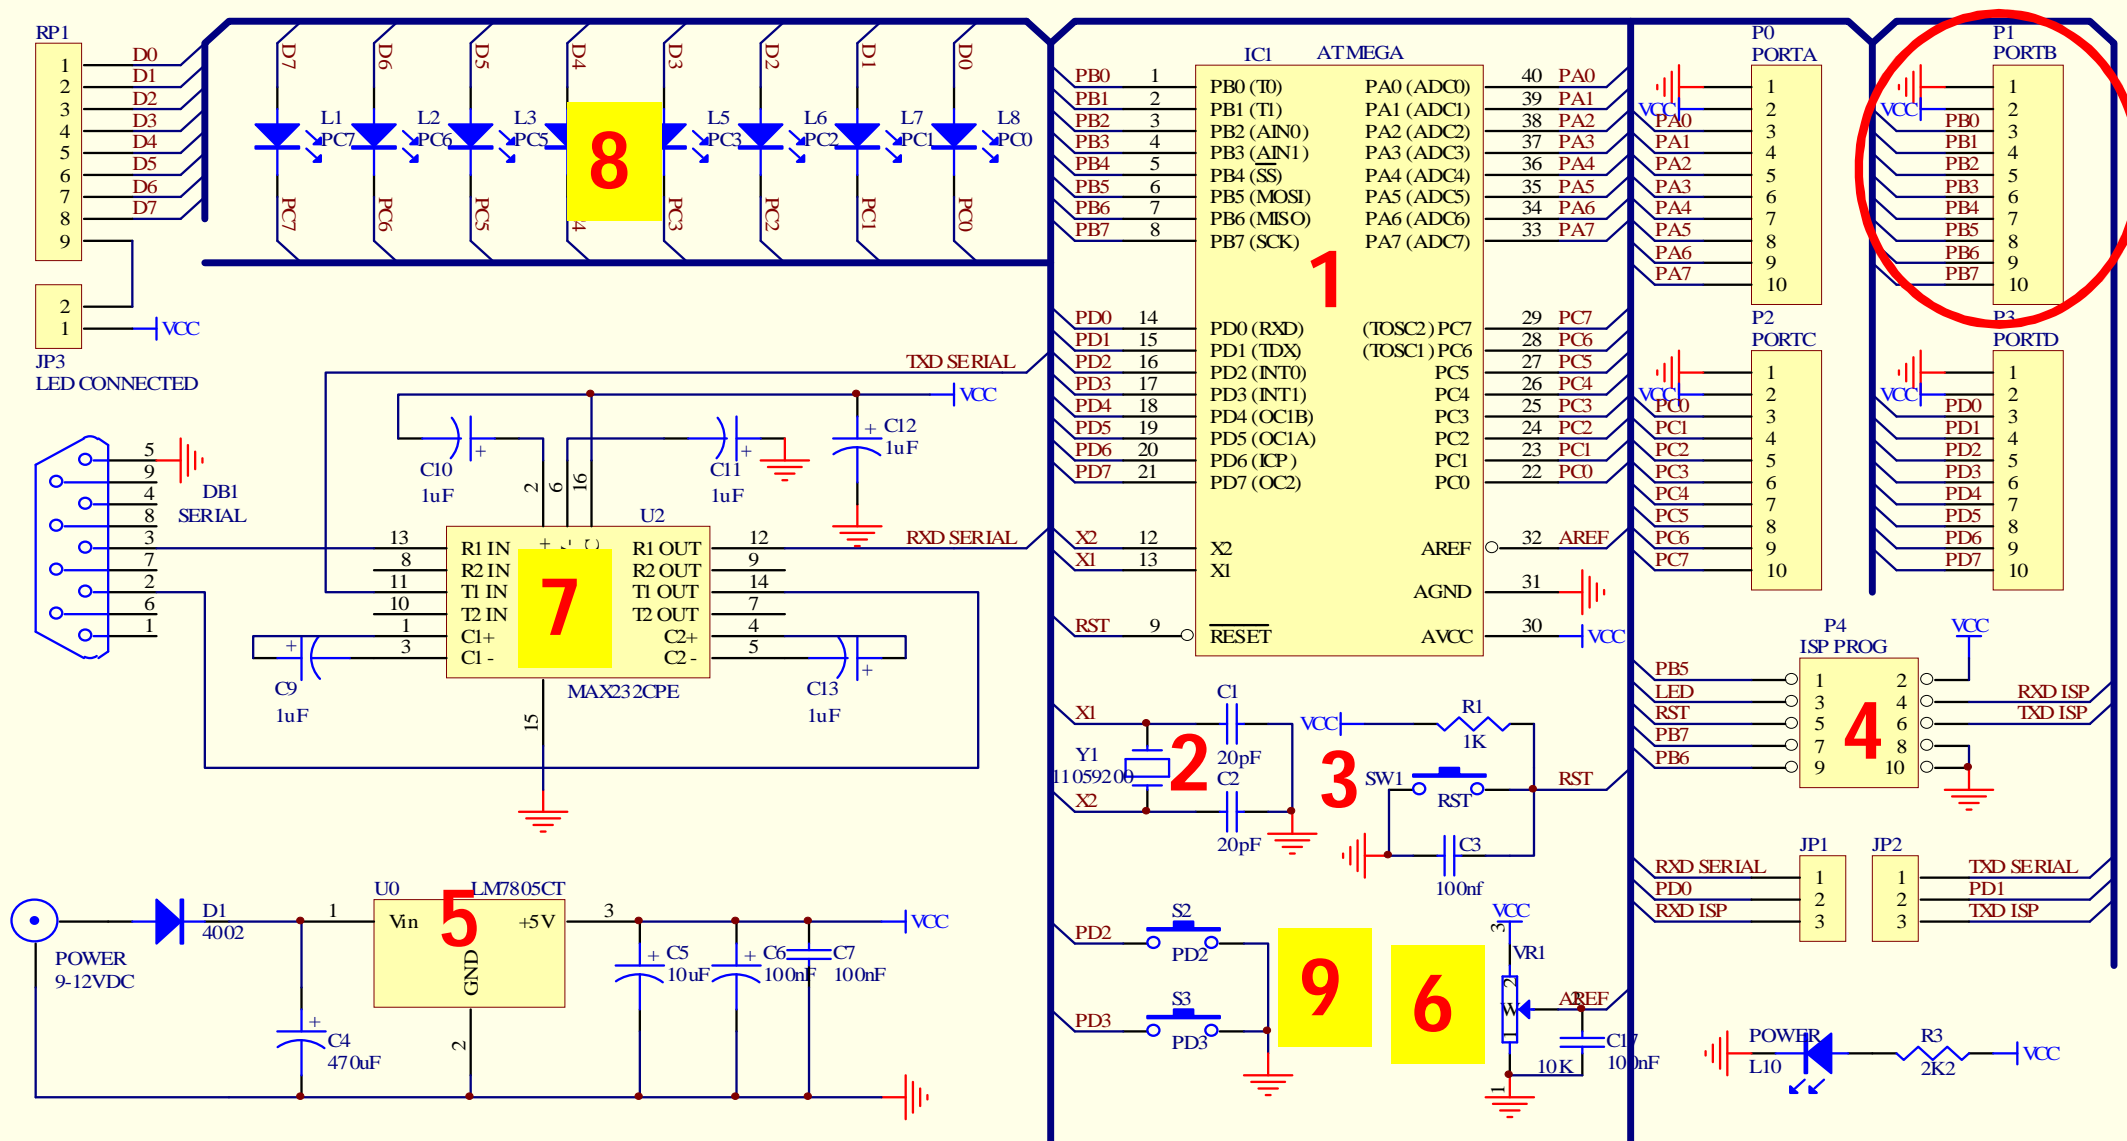 RP1
1 D0
2 D1
3 D2
4 D3
5 D4
6 D5
7 D6
8 D7
9
2
1 VCC
JP3
LED CONNECTED
D7 D6 D5 D4 D3 D2 D1 D0
L1 L2 L3 L5 L6 L7 L8
PC7 PC6 PC5 PC3 PC2 PC1 PC0
8
PC7 PC6 PC5 4 PC3 PC2 PC1 PC0
TXD SERIAL
VCC
C10
1uF
C11
1uF
C12
1uF
5
9
4
8
3
7
2
6
1
DB1
SERIAL
2 6 16
U2
RXD SERIAL
13 R1 IN R1 OUT 12
8 R2 IN R2 OUT 9
11 T1 IN T1 OUT 14
10 T2 IN T2 OUT 7
1 C1+ C2+ 4
3 C1 - C2 - 5
7
MAX232CPE
15
C9
1uF
C13
1uF
U0 LM7805CT
1 Vin +5V 3
GND
2
5
D1
4002
POWER
9-12VDC
C4
470uF
C5
10uF
C6
100nF
C7
100nF
VCC
IC1 ATMEGA
PB0 1 PB0 (T0) PA0 (ADC0) 40 PA0
PB1 2 PB1 (T1) PA1 (ADC1) 39 PA1
PB2 3 PB2 (AIN0) PA2 (ADC2) 38 PA2
PB3 4 PB3 (AIN1) PA3 (ADC3) 37 PA3
PB4 5 PB4 (SS) PA4 (ADC4) 36 PA4
PB5 6 PB5 (MOSI) PA5 (ADC5) 35 PA5
PB6 7 PB6 (MISO) PA6 (ADC6) 34 PA6
PB7 8 PB7 (SCK) PA7 (ADC7) 33 PA7
1
PD0 14 PD0 (RXD) (TOSC2) PC7 29 PC7
PD1 15 PD1 (TDX) (TOSC1) PC6 28 PC6
PD2 16 PD2 (INT0) PC5 27 PC5
PD3 17 PD3 (INT1) PC4 26 PC4
PD4 18 PD4 (OC1B) PC3 25 PC3
PD5 19 PD5 (OC1A) PC2 24 PC2
PD6 20 PD6 (ICP) PC1 23 PC1
PD7 21 PD7 (OC2) PC0 22 PC0
X2 12 X2 AREF 32 AREF
X1 13 X1
AGND 31
RST 9 RESET AVCC 30 VCC
X1
Y1
11059200
X2
C1
20pF
C2
20pF
2
VCC
R1
1K
3
SW1
RST
RST
C3
100nf
PD2
S2
PD2
PD3
S3
PD3
9
6
VCC
3
VR1
2
W
1
2
AREF
10K
C17
100nF
1
P0
PORTA
1
VCC 2
PA0 3
PA1 4
PA2 5
PA3 6
PA4 7
PA5 8
PA6 9
PA7 10
P1
PORTB
1
VCC 2
PB0 3
PB1 4
PB2 5
PB3 6
PB4 7
PB5 8
PB6 9
PB7 10
P2
PORTC
1
VCC 2
PC0 3
PC1 4
PC2 5
PC3 6
PC4 7
PC5 8
PC6 9
PC7 10
P3
PORTD
1
VCC 2
PD0 3
PD1 4
PD2 5
PD3 6
PD4 7
PD5 8
PD6 9
PD7 10
P4
ISP PROG
VCC
PB5 1 2
LED 3 4 RXD ISP
RST 5 6 TXD ISP
PB7 7 8
PB6 9 10
4
JP1 JP2
RXD SERIAL 1 1 TXD SERIAL
PD0 2 2 PD1
RXD ISP 3 3 TXD ISP
POWER
L10
R3
2K2
VCC